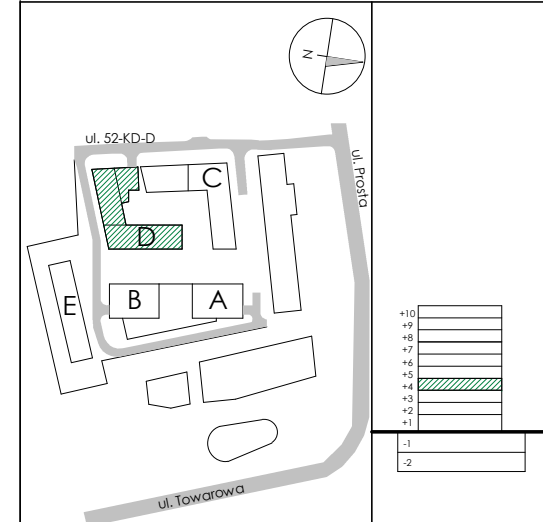 N
ul. 52-KD-D
ul. Prosta
C
D
E
B
A
ul. Towarowa
+10
+9
+8
+7
+6
+5
+4
+3
+2
+1
-1
-2